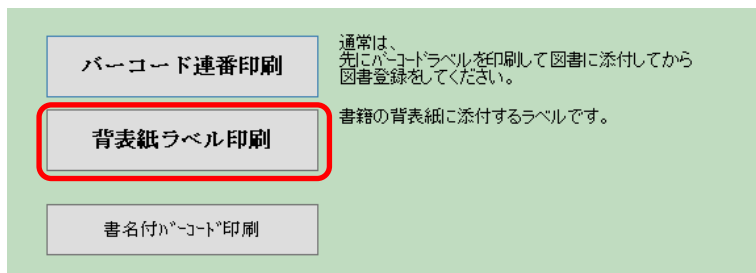 バーコード連番印刷
通常は、
先にﾊﾞｰｺｰﾄﾞラベルを印刷して図書に添付してから
図書登録をしてください。
背表紙ラベル印刷
書籍の背表紙に添付するラベルです。
書名付ﾊﾞｰｺｰﾄﾞ印刷